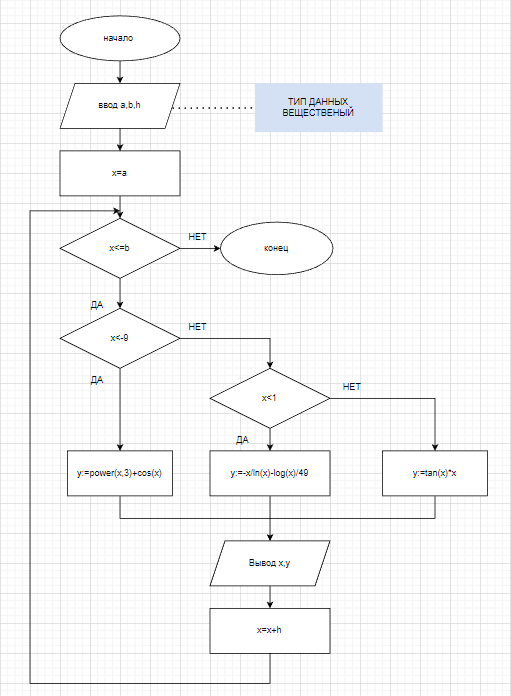 начало
ввод a,b,h
ТИП ДАННЫХ
ВЕЩЕСТВЕНЫЙ
x=a
x<=b
НЕТ
конец
ДА
x<-9
НЕТ
ДА
x<1
НЕТ
ДА
y:=power(x,3)+cos(x)
y:=-x/ln(x)-log(x)/49
y:=tan(x)*x
Вывод x,y
x=x+h